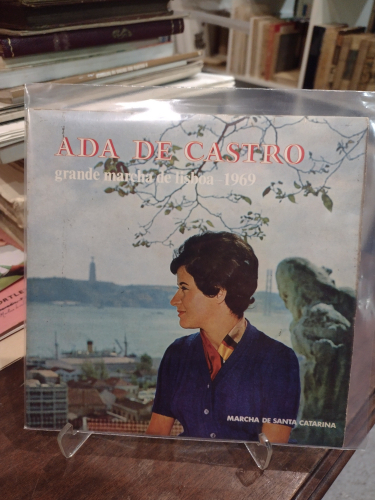 ADA DE CASTRO
grande marcha de lisboa - 1969
MARCHA DE SANTA CATARINA